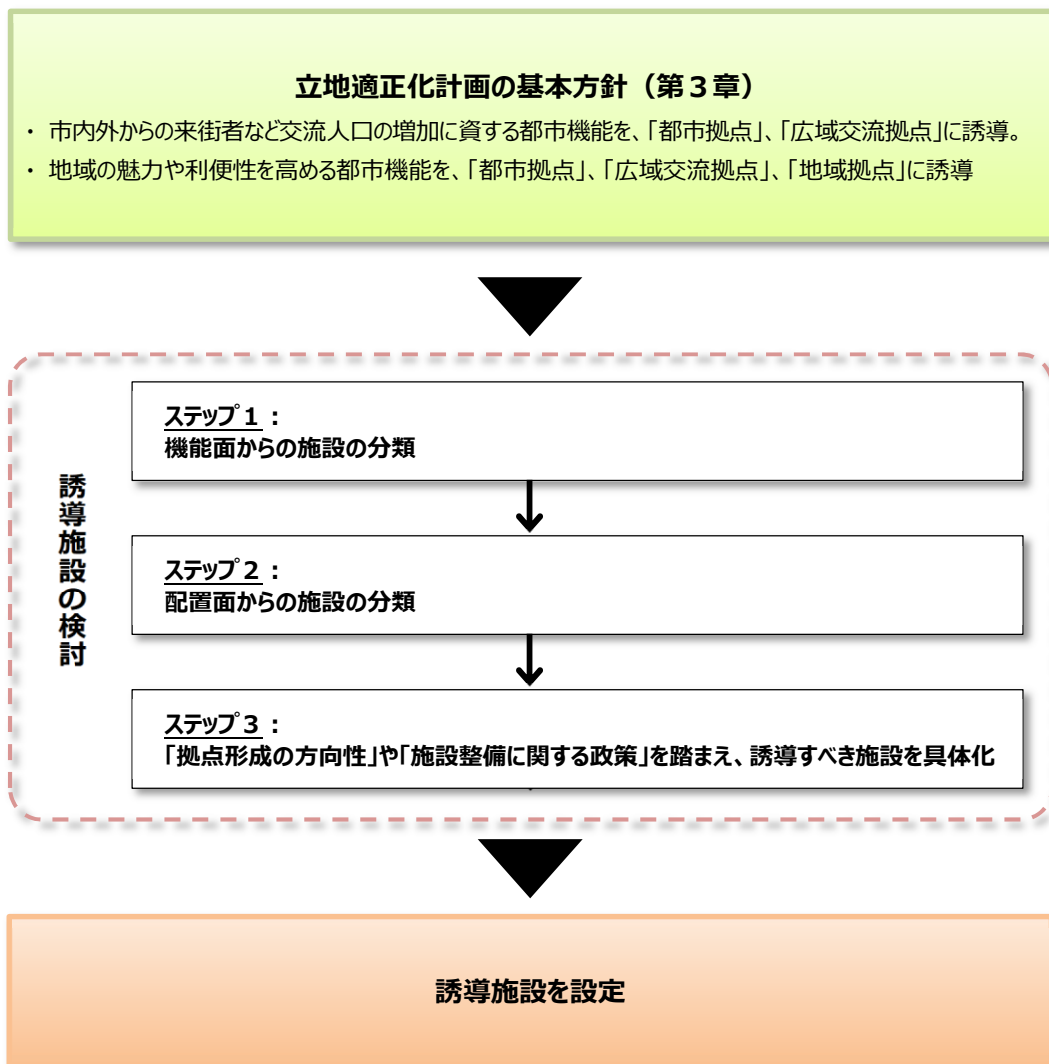 立地適正化計画の基本方針（第３章）
・ 市内外からの来街者など交流人口の増加に資する都市機能を、「都市拠点」、「広域交流拠点」に誘導。
・ 地域の魅力や利便性を高める都市機能を、「都市拠点」、「広域交流拠点」、「地域拠点」に誘導
誘導施設の検討
ステップ１：
機能面からの施設の分類
ステップ２：
配置面からの施設の分類
ステップ３：
「拠点形成の方向性」や「施設整備に関する政策」を踏まえ、誘導すべき施設を具体化
誘導施設を設定